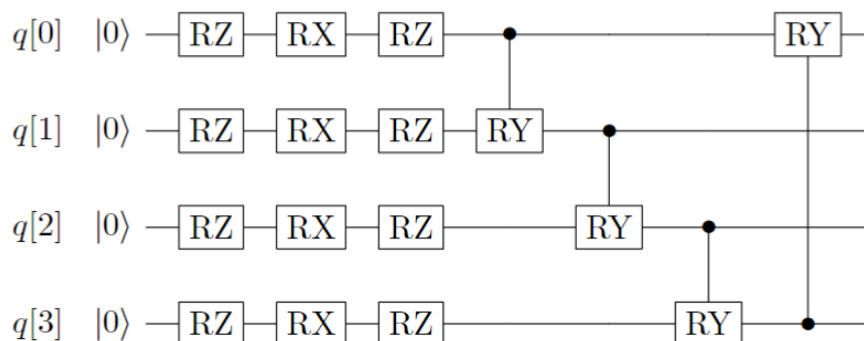 q[0] |0⟩ RZ RX RZ RY
q[1] |0⟩ RZ RX RZ RY
q[2] |0⟩ RZ RX RZ RY
q[3] |0⟩ RZ RX RZ RY